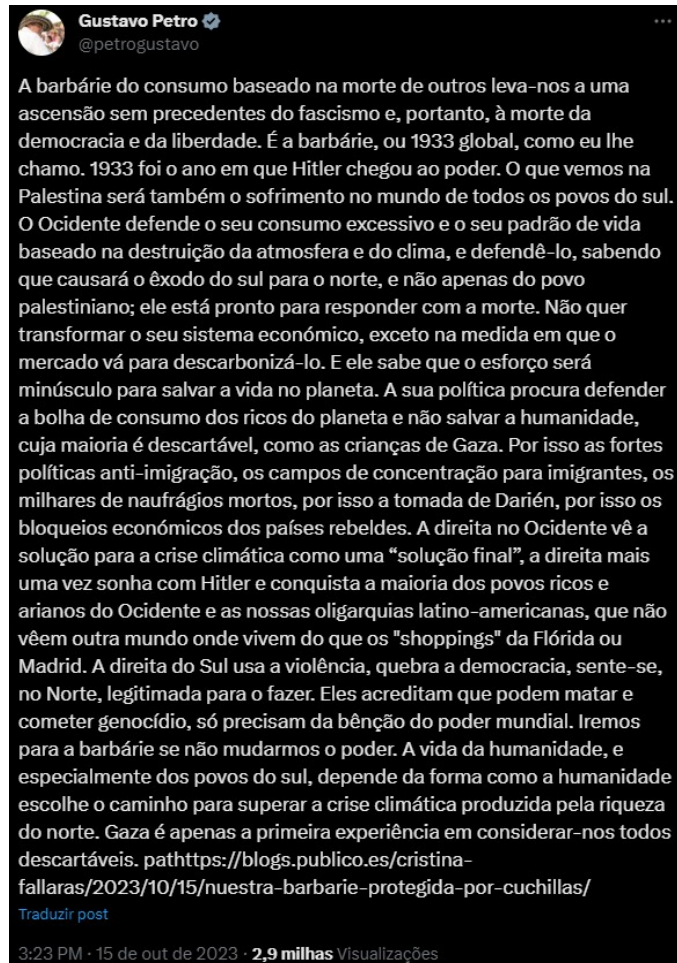 Gustavo Petro
@petrogustavo
A barbárie do consumo baseado na morte de outros leva-nos a uma
ascensão sem precedentes do fascismo e, portanto, à morte da
democracia e da liberdade. É a barbárie, ou 1933 global, como eu lhe
chamo. 1933 foi o ano em que Hitler chegou ao poder. O que vemos na
Palestina será também o sofrimento no mundo de todos os povos do sul.
O Ocidente defende o seu consumo excessivo e o seu padrão de vida
baseado na destruição da atmosfera e do clima, e defendê-lo, sabendo
que causará o êxodo do sul para o norte, e não apenas do povo
palestiniano; ele está pronto para responder com a morte. Não quer
transformar o seu sistema económico, exceto na medida em que o
mercado vá para descarbonizá-lo. E ele sabe que o esforço será
minúsculo para salvar a vida no planeta. A sua política procura defender
a bolha de consumo dos ricos do planeta e não salvar a humanidade,
cuja maioria é descartável, como as crianças de Gaza. Por isso as fortes
políticas anti-imigração, os campos de concentração para imigrantes, os
milhares de naufrágios mortos, por isso a tomada de Darién, por isso os
bloqueios económicos dos países rebeldes. A direita no Ocidente vê a
solução para a crise climática como uma “solução final”, a direita mais
uma vez sonha com Hitler e conquista a maioria dos povos ricos e
arianos do Ocidente e as nossas oligarquias latino-americanas, que não
vêem outra mundo onde vivem do que os "shoppings" da Flórida ou
Madrid. A direita do Sul usa a violência, quebra a democracia, sente-se,
no Norte, legitimada para o fazer. Eles acreditam que podem matar e
cometer genocídio, só precisam da bênção do poder mundial. Iremos
para a barbárie se não mudarmos o poder. A vida da humanidade, e
especialmente dos povos do sul, depende da forma como a humanidade
escolhe o caminho para superar a crise climática produzida pela riqueza
do norte. Gaza é apenas a primeira experiência em considerar-nos todos
descartáveis. pathttps://blogs.publico.es/cristina-
fallaras/2023/10/15/nuestra-barbarie-protegida-por-cuchillas/
Traduzir post
3:23 PM · 15 de out de 2023 · 2,9 milhas Visualizações